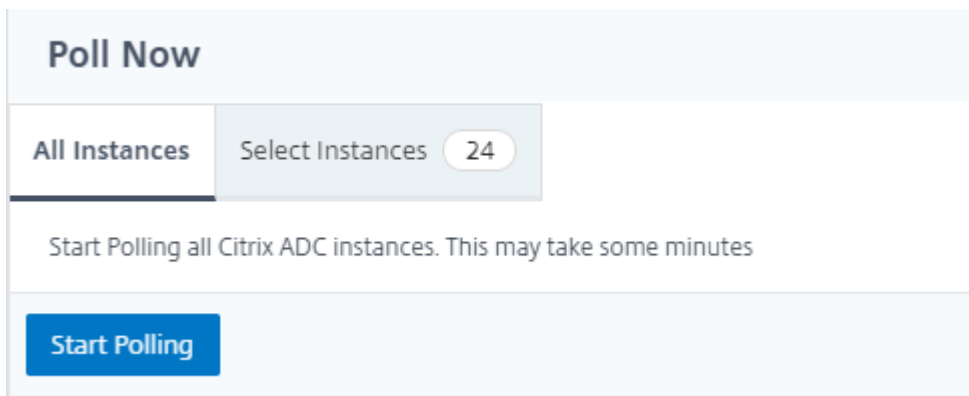 Poll Now
All Instances
Select Instances 24
Start Polling all Citrix ADC instances. This may take some minutes
Start Polling